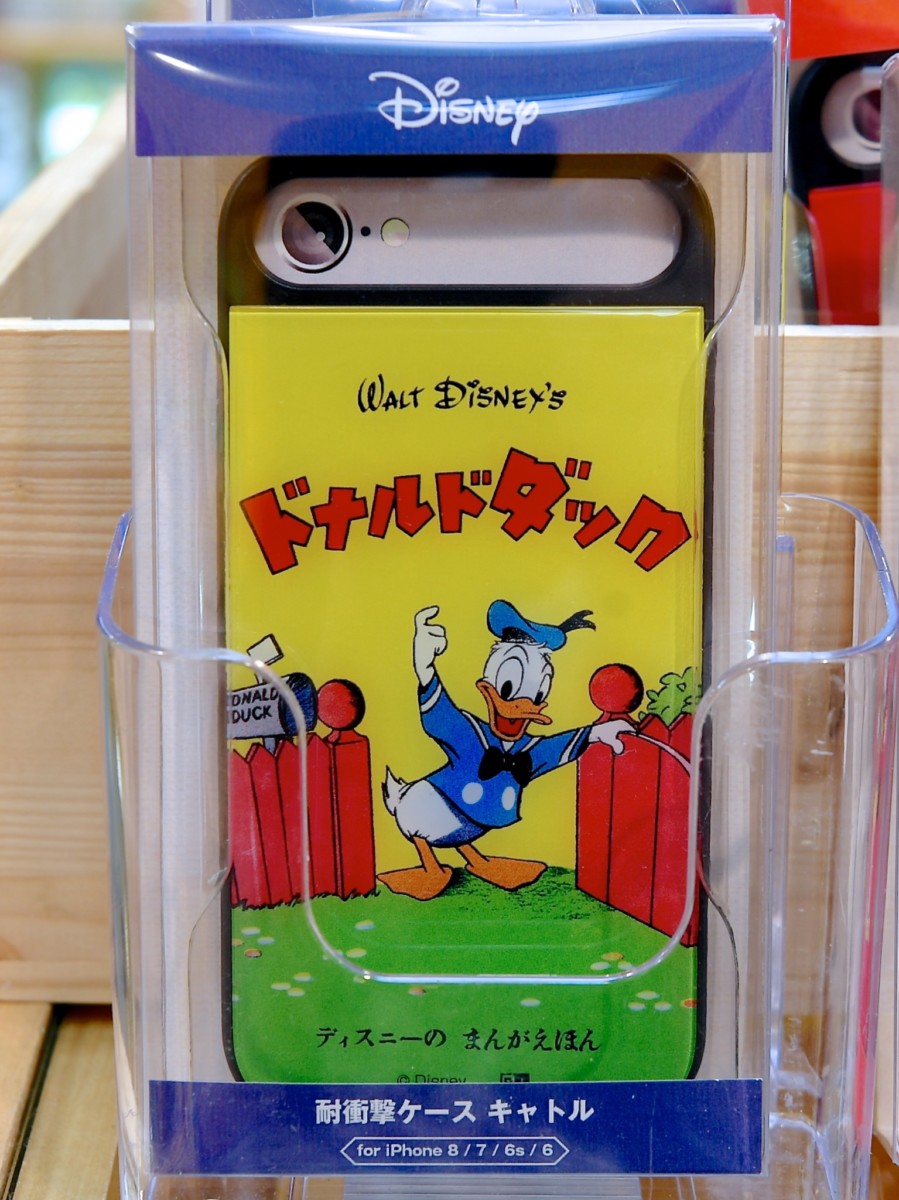 Disney
WALT DISNEY'S
ドナルドダック
DONALD
DUCK
ディズニーの まんがえほん
© Disney
耐衝撃ケース キャトル
for iPhone 8 / 7 / 6s / 6